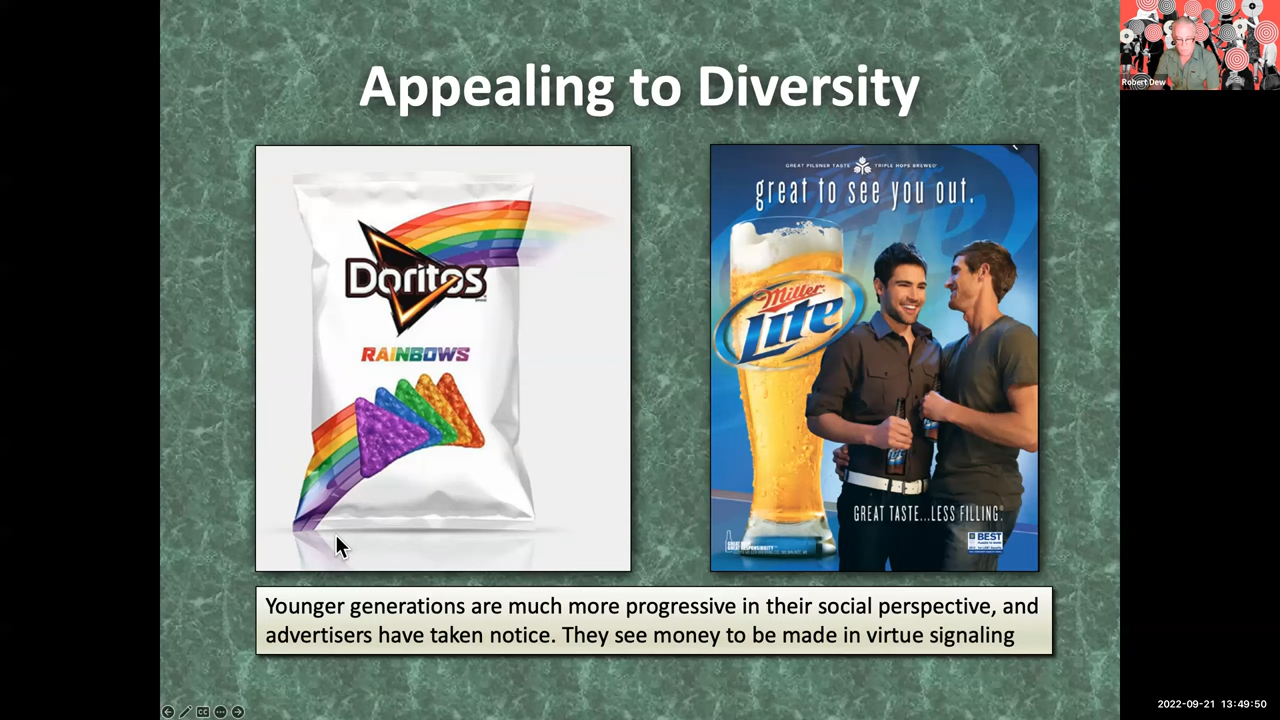 Appealing to Diversity
Robert Dew
Doritos
RAINBOWS
GREAT PILSNER TASTE TRIPLE HOPS BREWED
great to see you out.
Miller
Lite
GREAT TASTE...LESS FILLING.
BEST
Younger generations are much more progressive in their social perspective, and
advertisers have taken notice. They see money to be made in virtue signaling
CC
2022-09-21 13:49:50